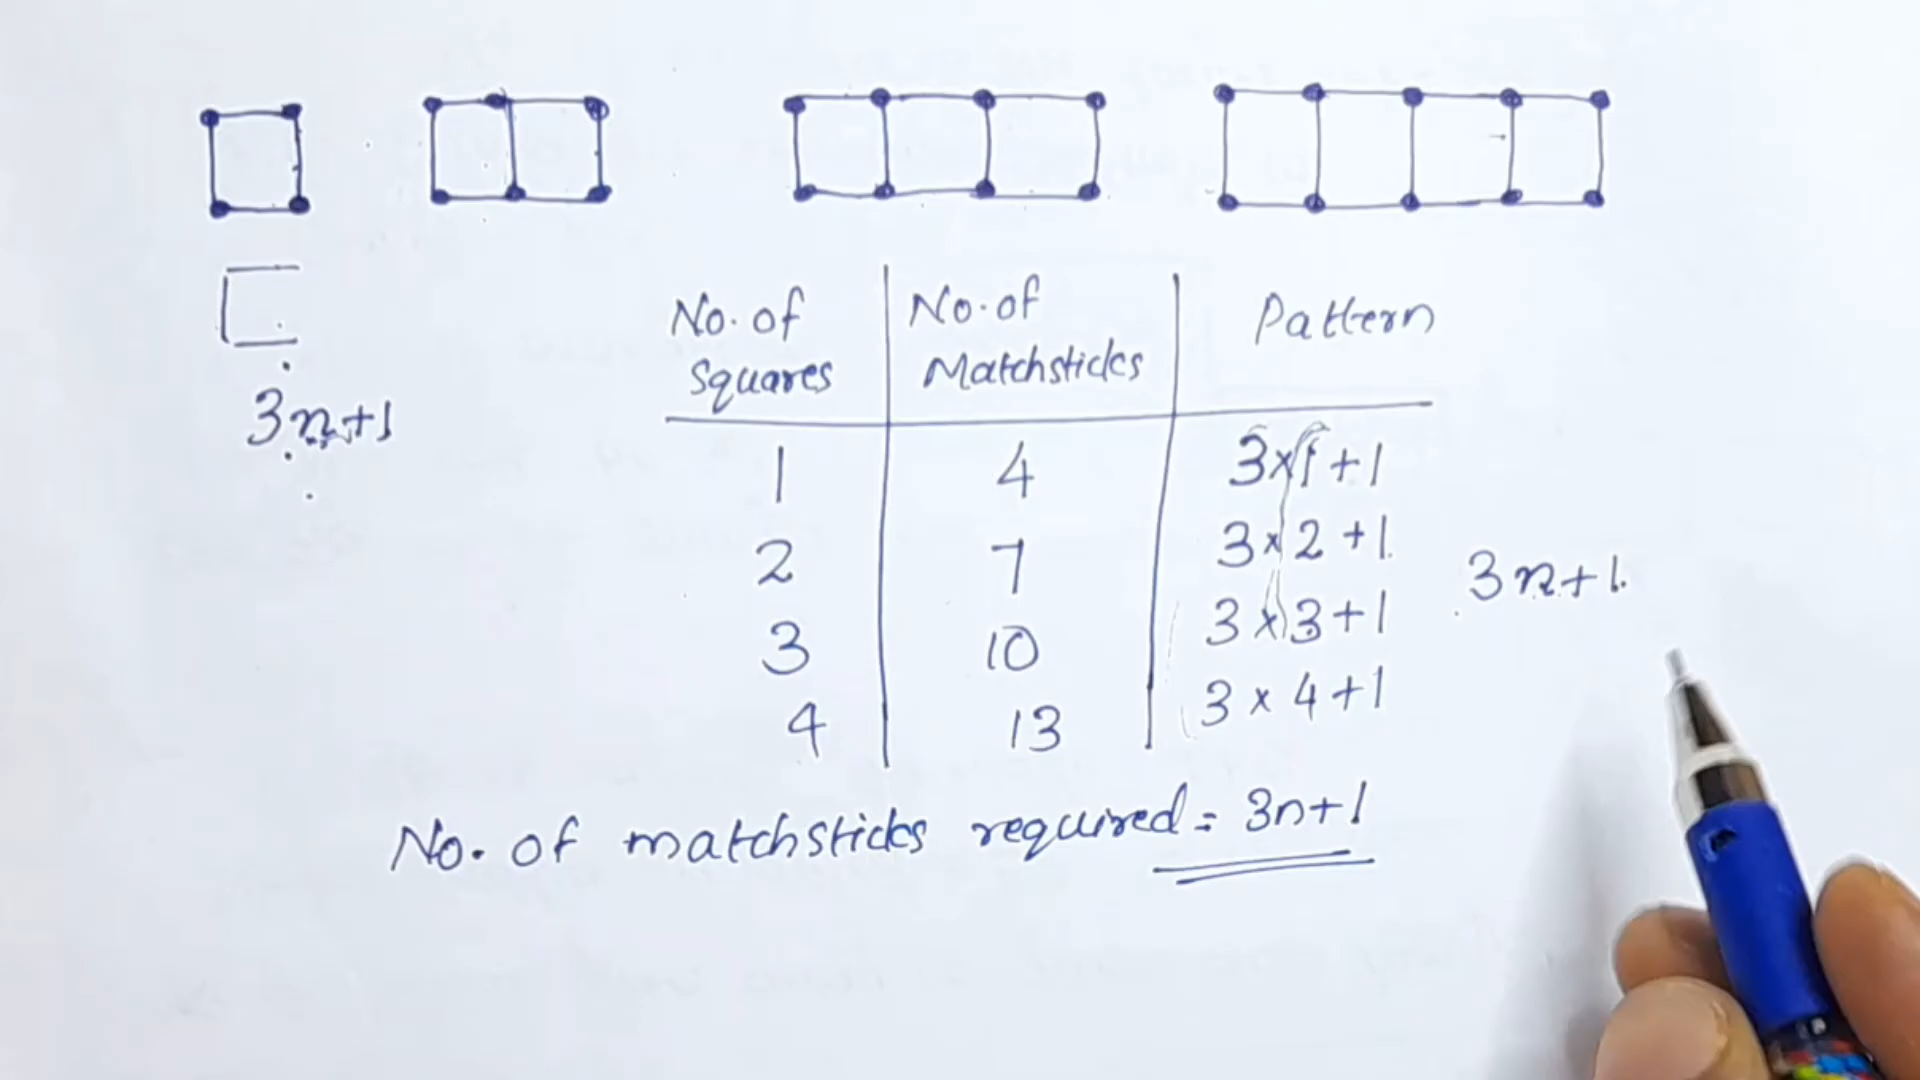 No. of Squares | No. of Matchsticks | Pattern
3n+1
1 | 4 | 3×1+1
2 | 7 | 3×2+1
3n+1
3 | 10 | 3×3+1
4 | 13 | 3×4+1
No. of matchsticks required = 3n+1